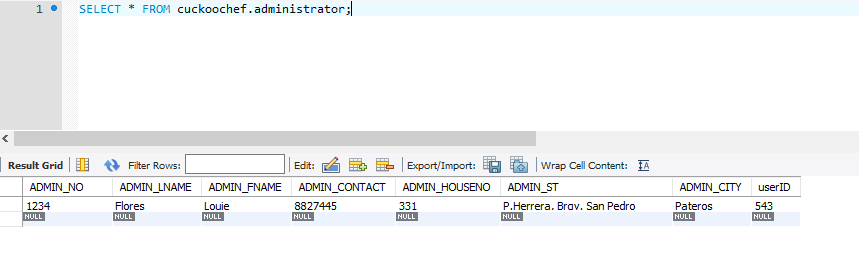 1 SELECT * FROM cuckoochef.administrator;
Result Grid Filter Rows: Edit: Export/Import: Wrap Cell Content:
ADMIN_NO ADMIN_LNAME ADMIN_FNAME ADMIN_CONTACT ADMIN_HOUSENO ADMIN_ST ADMIN_CITY userID
1234 Flores Louie 8827445 331 P.Herrera, Brgy. San Pedro Pateros 543
NULL NULL NULL NULL NULL NULL NULL NULL